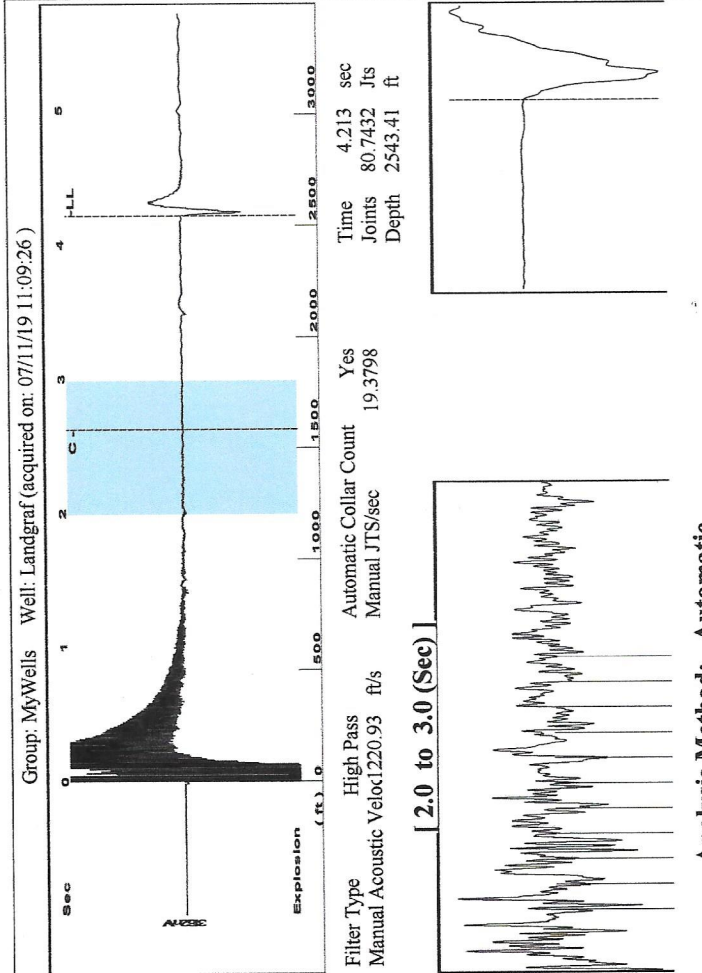 Group: MyWells Well: Landgraf (acquired on: 07/11/19 11:09:26 )
Sec
0
1
2
C
3
4
LL
5
Explosion
( ft )
0
500
1000
1500
2000
2500
3000
Filter Type High Pass
Manual Acoustic Veloc1220.93 ft/s
Automatic Collar Count Yes
Manual JTS/sec 19.3798
Time 4.213 sec
Joints 80.7432 Jts
Depth 2543.41 ft
[ 2.0 to 3.0 (Sec) ]
Analysis Method: Automatic